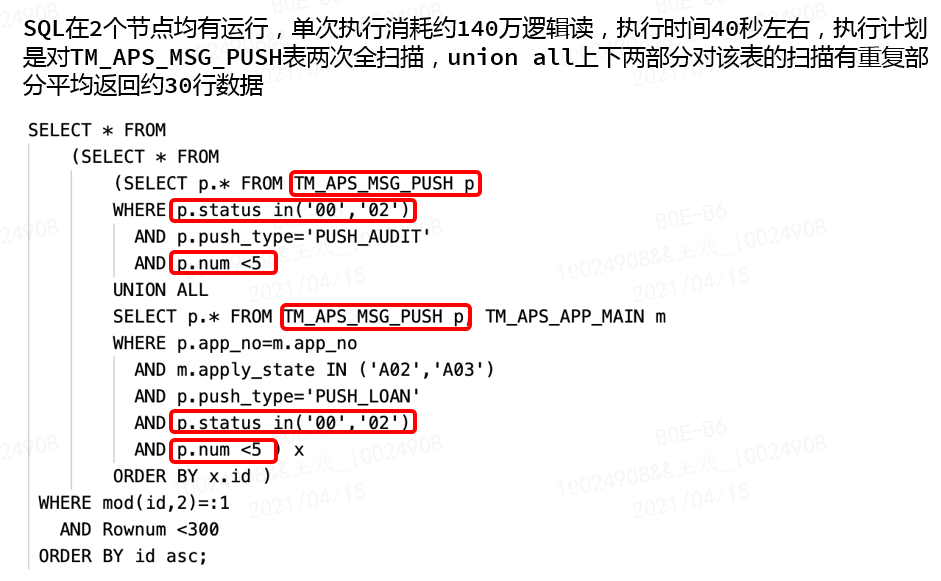 SQL在2个节点均有运行，单次执行消耗约140万逻辑读，执行时间40秒左右，执行计划
是对TM_APS_MSG_PUSH表两次全扫描，union all上下两部分对该表的扫描有重复部
分平均返回约30行数据
SELECT * FROM
(SELECT * FROM
(SELECT p.* FROM TM_APS_MSG_PUSH p
WHERE p.status in('00','02')
AND p.push_type='PUSH_AUDIT'
AND p.num <5
UNION ALL
SELECT p.* FROM TM_APS_MSG_PUSH p, TM_APS_APP_MAIN m
WHERE p.app_no=m.app_no
AND m.apply_state IN ('A02','A03')
AND p.push_type='PUSH_LOAN'
AND p.status in('00','02')
AND p.num <5 ) x
ORDER BY x.id )
WHERE mod(id,2)=:1
AND Rownum <300
ORDER BY id asc;
BOE-B6
10024908&&王欢_10024908
2021/04/15
BOE-B6
10024908&&王欢_10024908
2021/04/15